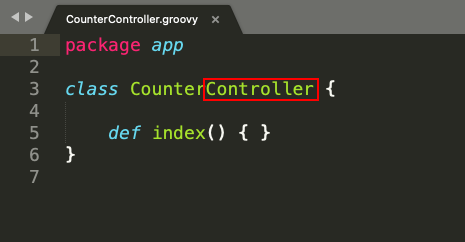 CounterController.groovy ×
1 package app
2
3 class CounterController {
4
5     def index() { }
6 }
7